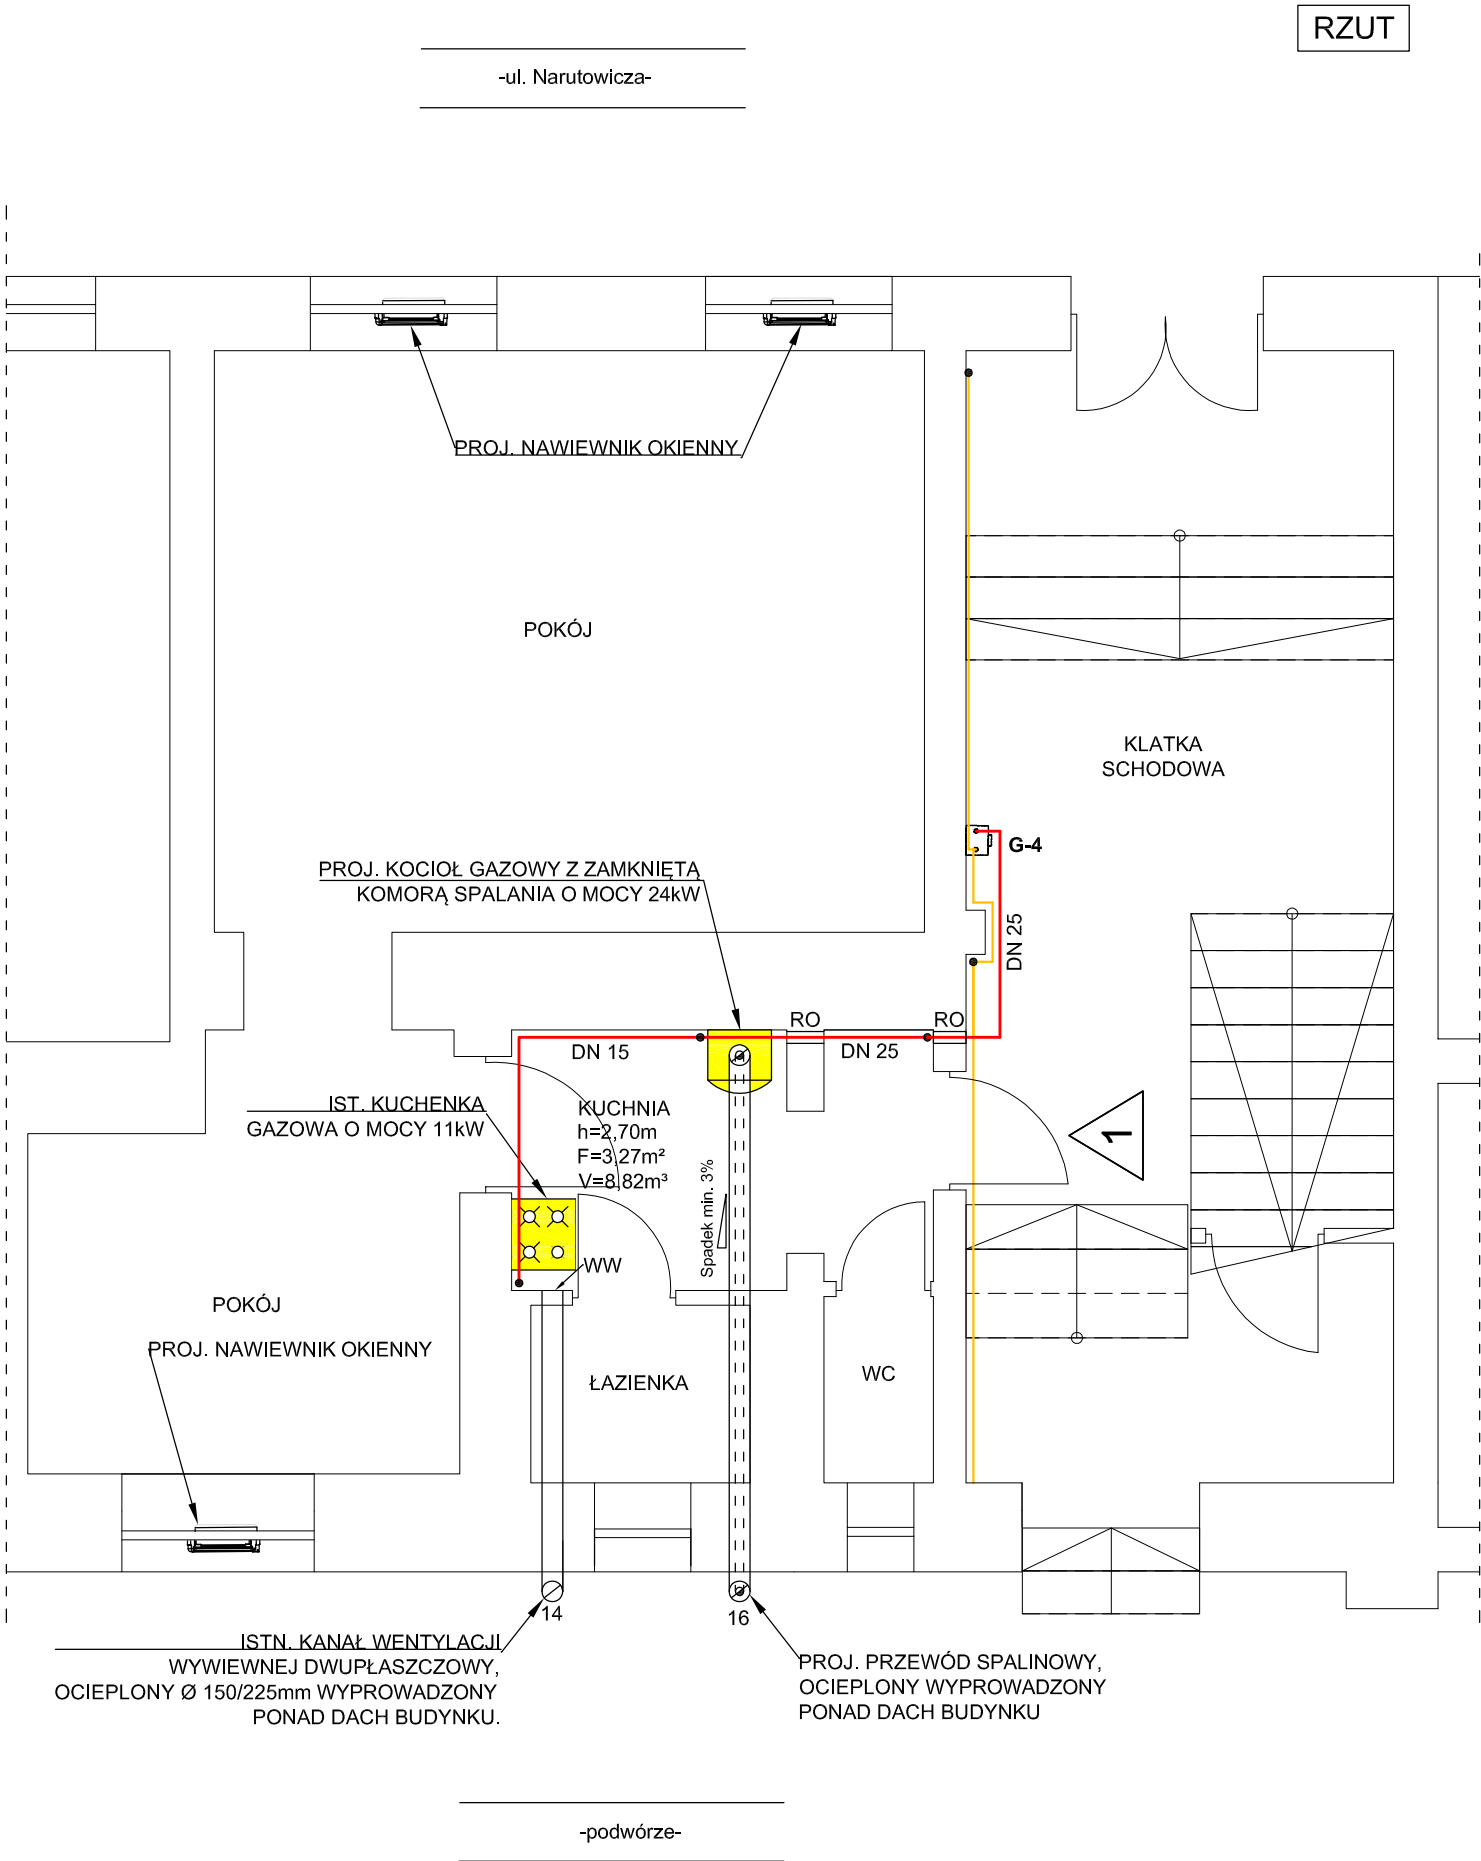 RZUT
-ul. Narutowicza-
PROJ. NAWIEWNIK OKIENNY
POKÓJ
KLATKA
SCHODOWA
G-4
PROJ. KOCIOŁ GAZOWY Z ZAMKNIĘTĄ
KOMORĄ SPALANIA O MOCY 24kW
DN 25
RO
RO
DN 15
DN 25
IST. KUCHENKA
GAZOWA O MOCY 11kW
KUCHNIA
h=2,70m
F=3,27m²
V=8,82m³
1
Spadek min. 3%
WW
POKÓJ
PROJ. NAWIEWNIK OKIENNY
ŁAZIENKA
WC
14
16
ISTN. KANAŁ WENTYLACJI
WYWIEWNEJ DWUPŁASZCZOWY,
OCIEPLONY Ø 150/225mm WYPROWADZONY
PONAD DACH BUDYNKU.
PROJ. PRZEWÓD SPALINOWY,
OCIEPLONY WYPROWADZONY
PONAD DACH BUDYNKU
-podwórze-